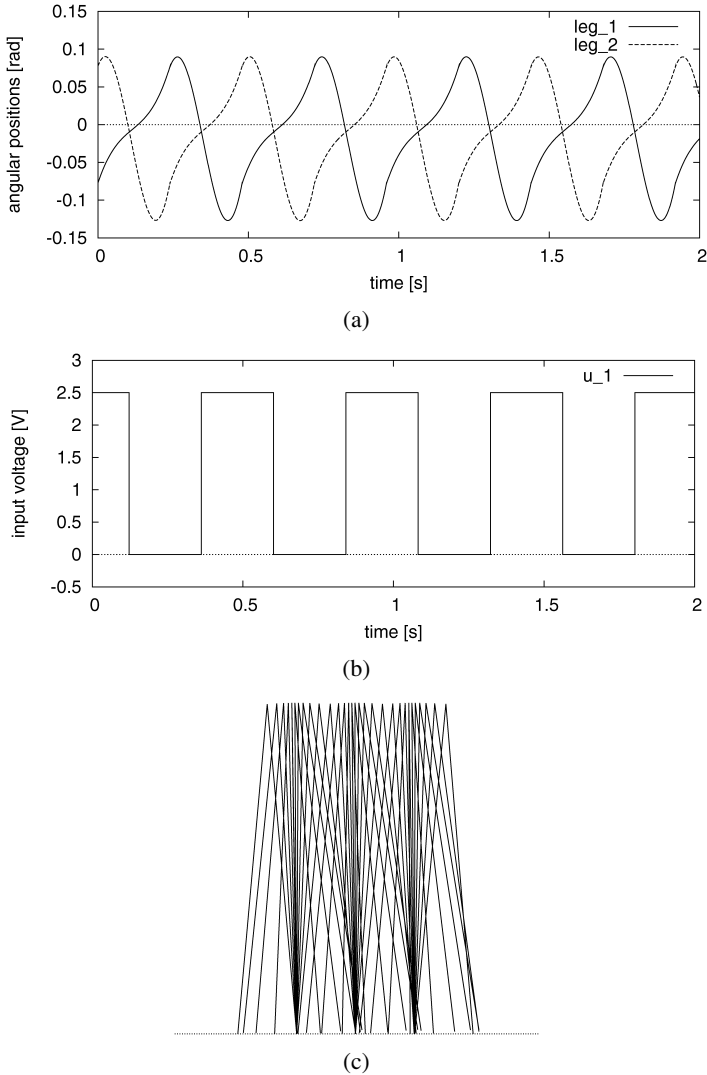 0.15
0.1
0.05
0
-0.05
-0.1
-0.15
angular positions [rad]
leg_1
leg_2
0 0.5 1 1.5 2
time [s]
(a)
3
2.5
2
1.5
1
0.5
0
-0.5
input voltage [V]
u_1
0 0.5 1 1.5 2
time [s]
(b)
(c)